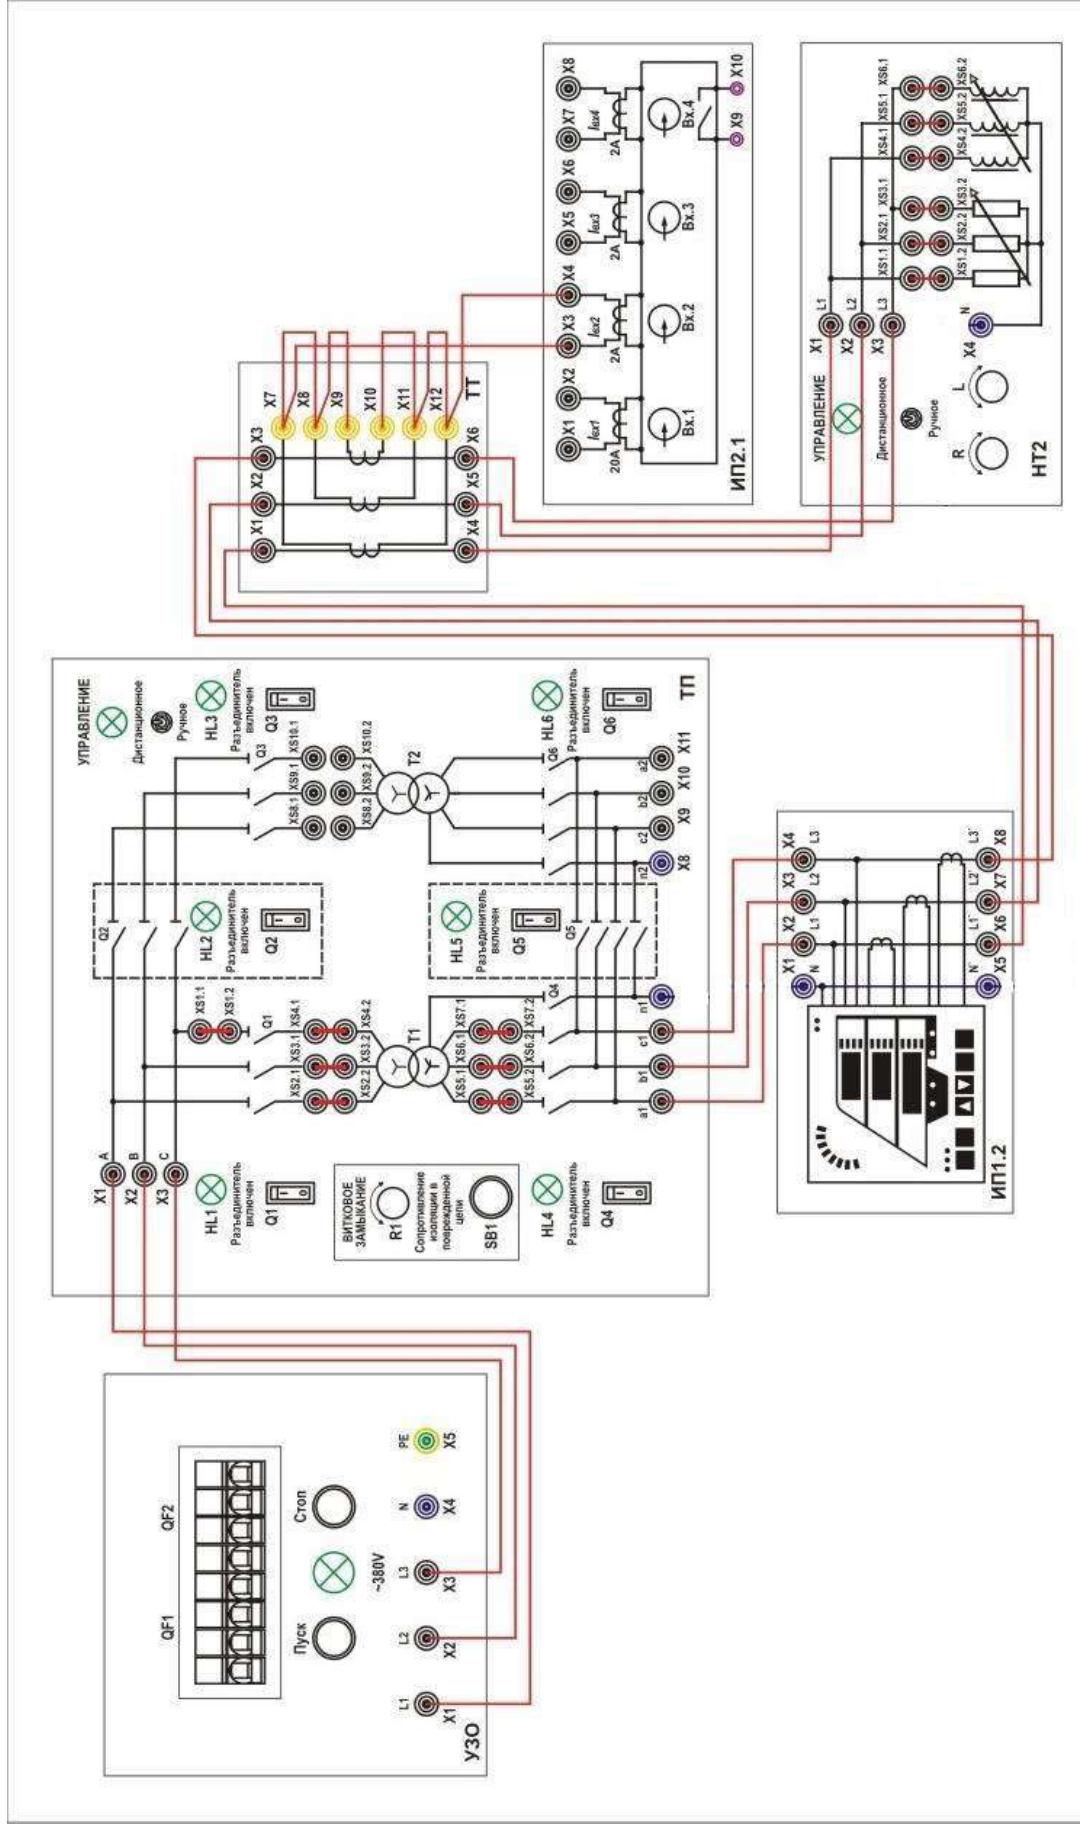 УЗО
QF1
QF2
Пуск
Стоп
~380V
L1
L2
L3
N
PE
X1
X2
X3
X4
X5
ТП
X1
X2
X3
A
B
C
HL1
Разъединитель
включен
Q1
ВИТКОВОЕ
ЗАМЫКАНИЕ
R1
Сопротивление
изоляции в
поврежденной
цепи
SB1
HL4
Разъединитель
включен
Q4
XS1.1
XS1.2
Q1
XS2.1
XS3.1
XS4.1
XS2.2
XS3.2
XS4.2
T1
XS5.1
XS6.1
XS7.1
XS5.2
XS6.2
XS7.2
Q4
a1
b1
c1
n1
Q2
HL2
Разъединитель
включен
Q2
HL5
Разъединитель
включен
Q5
Q5
УПРАВЛЕНИЕ
Дистанционное
Ручное
HL3
Разъединитель
включен
Q3
Q3
XS8.1
XS9.1
XS10.1
XS8.2
XS9.2
XS10.2
T2
HL6
Разъединитель
включен
Q6
Q6
n2
c2
b2
a2
X8
X9
X10
X11
ИП1.2
X1
X2
X3
X4
N
L1
L2
L3
N`
L1`
L2`
L3`
X5
X6
X7
X8
ТТ
X1
X2
X3
X4
X5
X6
X7
X8
X9
X10
X11
X12
ИП2.1
X1
X2
X3
X4
X5
X6
X7
X8
Iвх1
Iвх2
Iвх3
Iвх4
20A
2A
2A
2A
Вх.1
Вх.2
Вх.3
Вх.4
X9
X10
НТ2
УПРАВЛЕНИЕ
Дистанционное
Ручное
R
L
X1
X2
X3
X4
L1
L2
L3
N
XS1.1
XS2.1
XS3.1
XS4.1
XS5.1
XS6.1
XS1.2
XS2.2
XS3.2
XS4.2
XS5.2
XS6.2